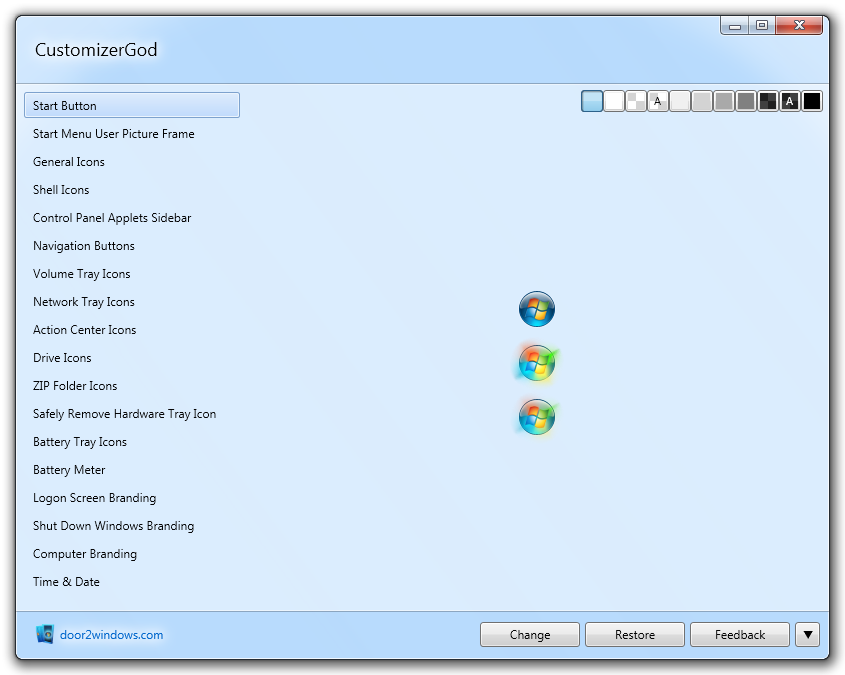 CustomizerGod
Start Button
A
A
Start Menu User Picture Frame
General Icons
Shell Icons
Control Panel Applets Sidebar
Navigation Buttons
Volume Tray Icons
Network Tray Icons
Action Center Icons
Drive Icons
ZIP Folder Icons
Safely Remove Hardware Tray Icon
Battery Tray Icons
Battery Meter
Logon Screen Branding
Shut Down Windows Branding
Computer Branding
Time & Date
door2windows.com
Change
Restore
Feedback